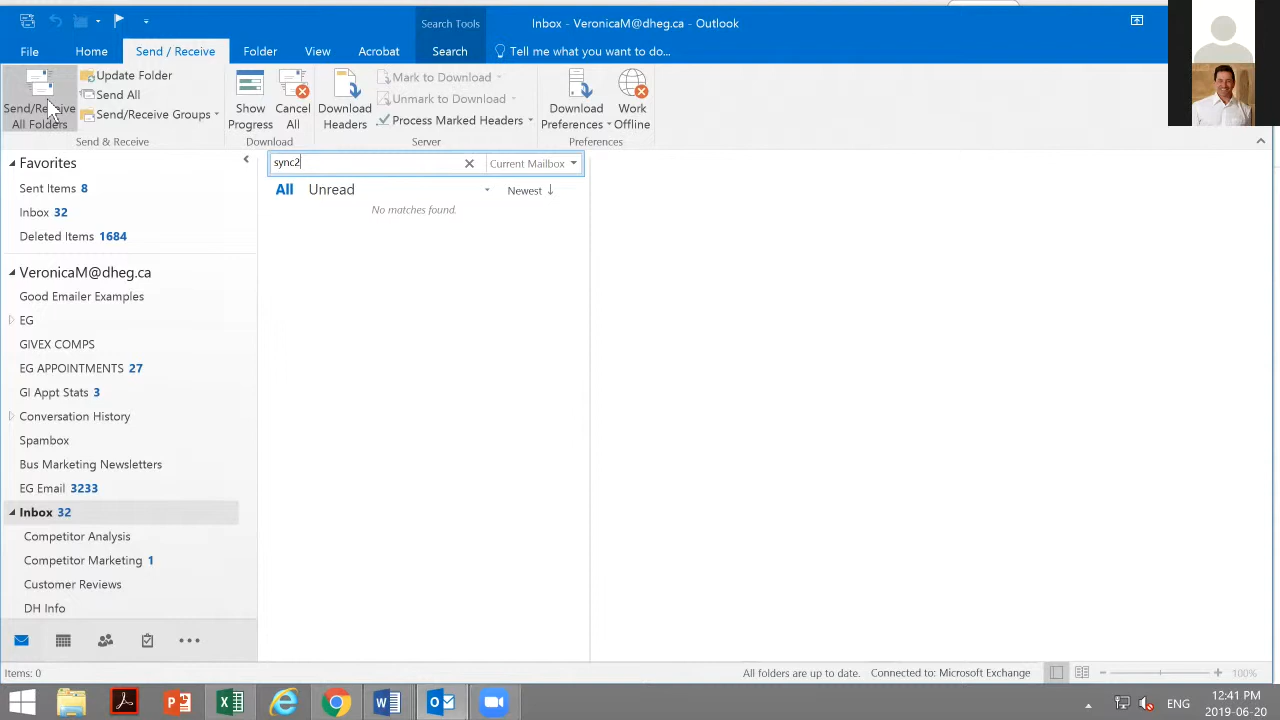 Search Tools
Inbox - VeronicaM@dheg.ca - Outlook
File Home Send / Receive Folder View Acrobat Search Tell me what you want to do...
Send/Receive All Folders
Update Folder
Send All
Send/Receive Groups
Send & Receive
Show Progress
Cancel All
Download
Download Headers
Mark to Download
Unmark to Download
Process Marked Headers
Server
Download Preferences
Work Offline
Preferences
Favorites
Sent Items 8
Inbox 32
Deleted Items 1684
VeronicaM@dheg.ca
Good Emailer Examples
EG
GIVEX COMPS
EG APPOINTMENTS 27
GI Appt Stats 3
Conversation History
Spambox
Bus Marketing Newsletters
EG Email 3233
Inbox 32
Competitor Analysis
Competitor Marketing 1
Customer Reviews
DH Info
sync2
Current Mailbox
All Unread Newest
No matches found.
Items: 0
All folders are up to date. Connected to: Microsoft Exchange 100%
ENG
12:41 PM
2019-06-20